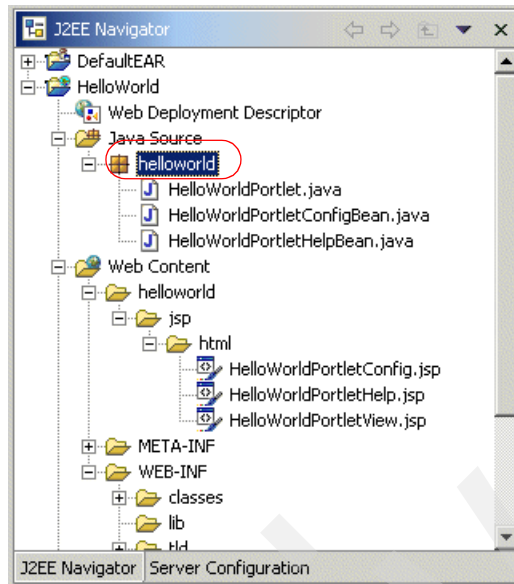 J2EE Navigator
DefaultEAR
HelloWorld
Web Deployment Descriptor
Java Source
helloworld
HelloWorldPortlet.java
HelloWorldPortletConfigBean.java
HelloWorldPortletHelpBean.java
Web Content
helloworld
jsp
html
HelloWorldPortletConfig.jsp
HelloWorldPortletHelp.jsp
HelloWorldPortletView.jsp
META-INF
WEB-INF
classes
lib
tld
J2EE Navigator Server Configuration